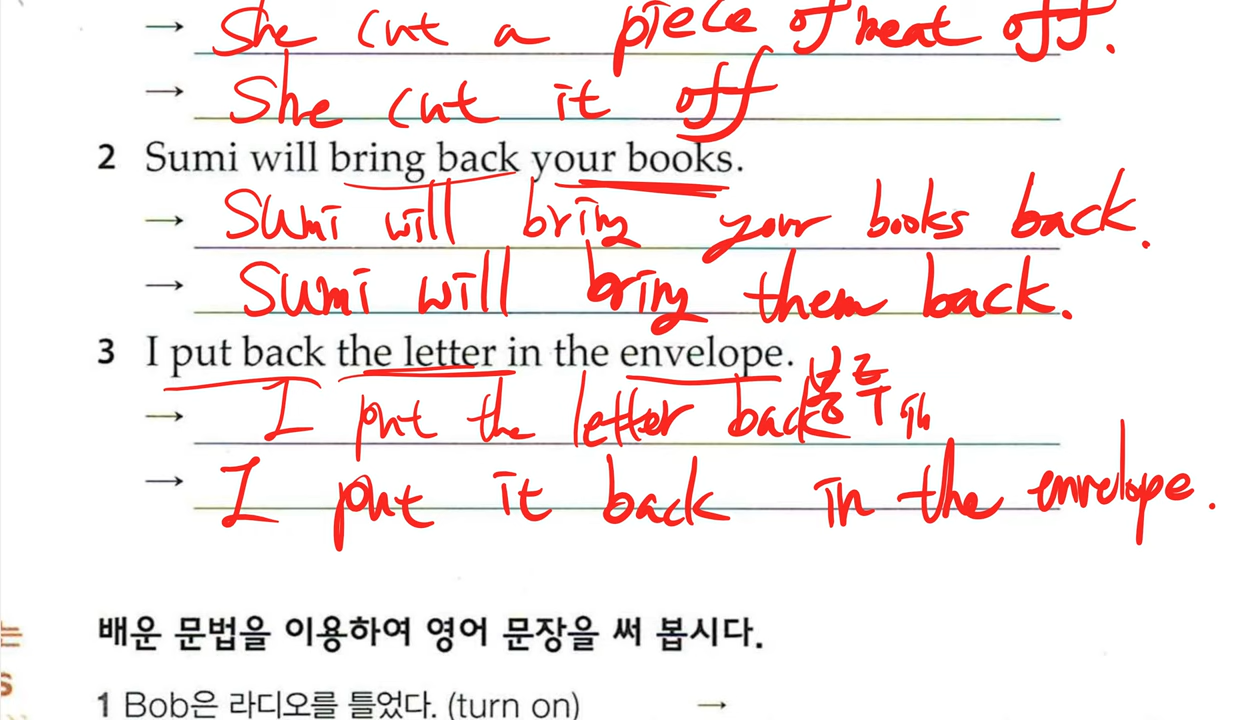 → She cut a piece of meat off.
→ She cut it off
2 Sumi will bring back your books.
→ Sumi will bring your books back.
→ Sumi will bring them back.
3 I put back the letter in the envelope.
봉투
→ I put the letter back in
→ I put it back in the envelope.
는 배운 문법을 이용하여 영어 문장을 써 봅시다.
s
1 Bob은 라디오를 틀었다. (turn on) →